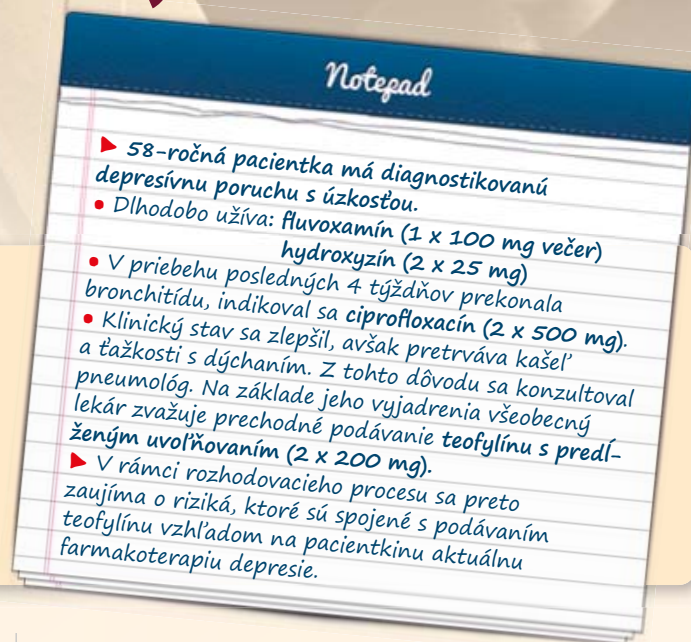 Notepad
▶ 58-ročná pacientka má diagnostikovanú
depresívnu poruchu s úzkosťou.
• Dlhodobo užíva: fluvoxamín (1 x 100 mg večer)
hydroxyzín (2 x 25 mg)
• V priebehu posledných 4 týždňov prekonala
bronchitídu, indikoval sa ciprofloxacín (2 x 500 mg).
• Klinický stav sa zlepšil, avšak pretrváva kašeľ
a ťažkosti s dýchaním. Z tohto dôvodu sa konzultoval
pneumológ. Na základe jeho vyjadrenia všeobecný
lekár zvažuje prechodné podávanie teofylínu s predĺ-
ženým uvoľňovaním (2 x 200 mg).
▶ V rámci rozhodovacieho procesu sa preto
zaujíma o riziká, ktoré sú spojené s podávaním
teofylínu vzhľadom na pacientkinu aktuálnu
farmakoterapiu depresie.